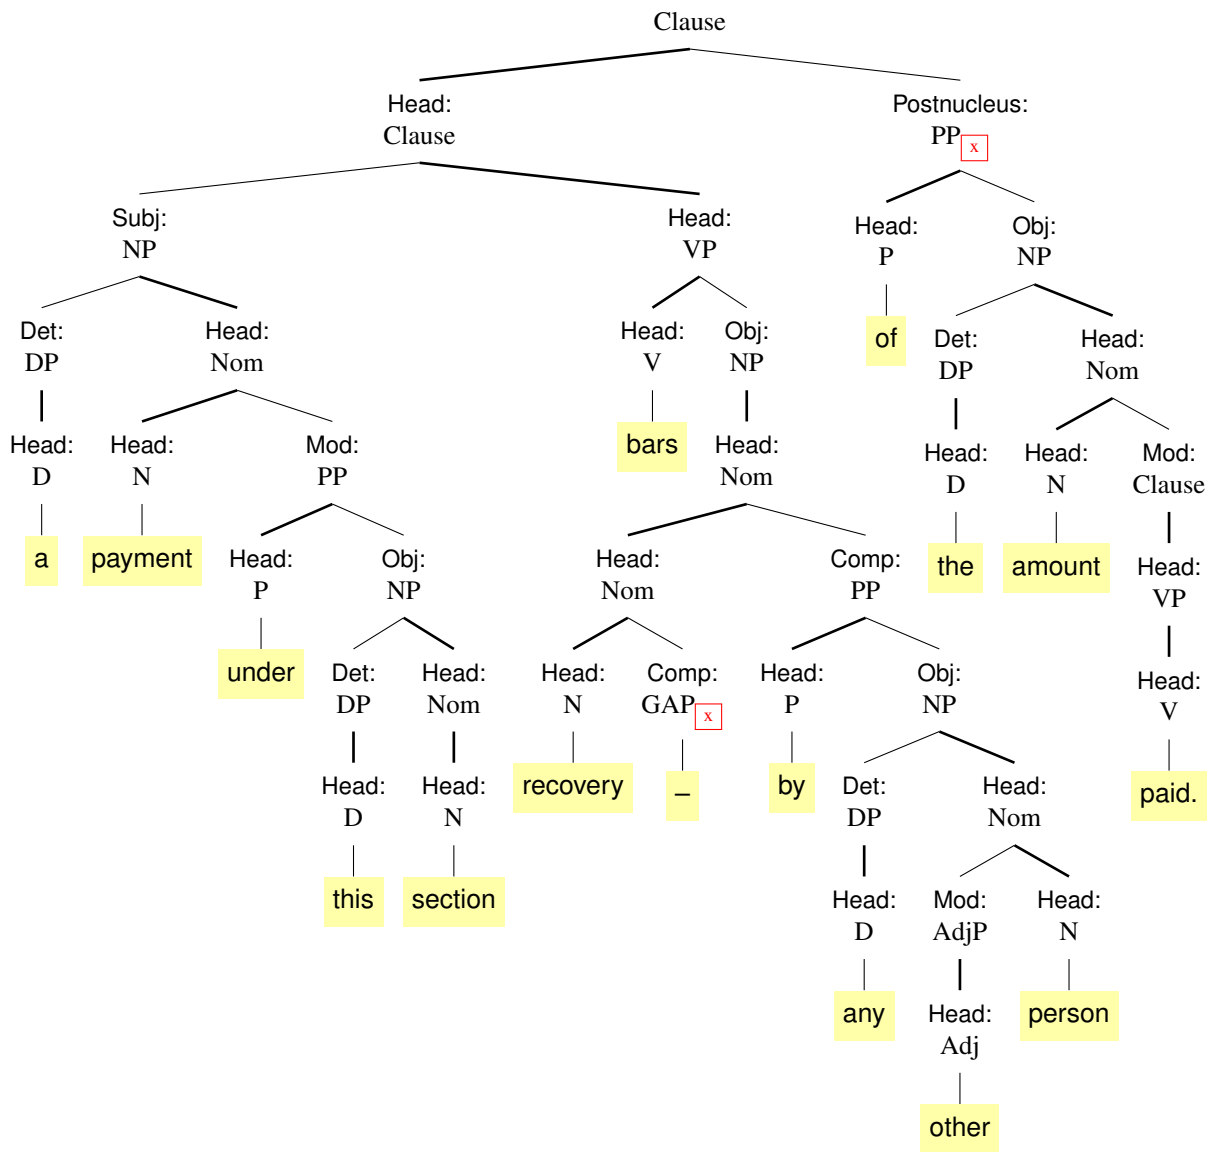 Clause
Head: Postnucleus:
Clause PP x
Subj: Head: Head: Obj:
NP VP P NP
Det: Head: Head: Obj: of Det: Head:
DP Nom V NP DP Nom
Head: Head: Mod: bars Head: Head: Head: Mod:
D N PP Nom D N Clause
a payment Head: Obj: Head: Comp: the amount Head:
P NP Nom PP VP
under Det: Head: Head: Comp: Head: Obj: Head:
DP Nom N GAP x P NP V
Head: Head: recovery – by Det: Head: paid.
D N DP Nom
this section Head: Mod: Head:
D AdjP N
any Head: person
Adj
other